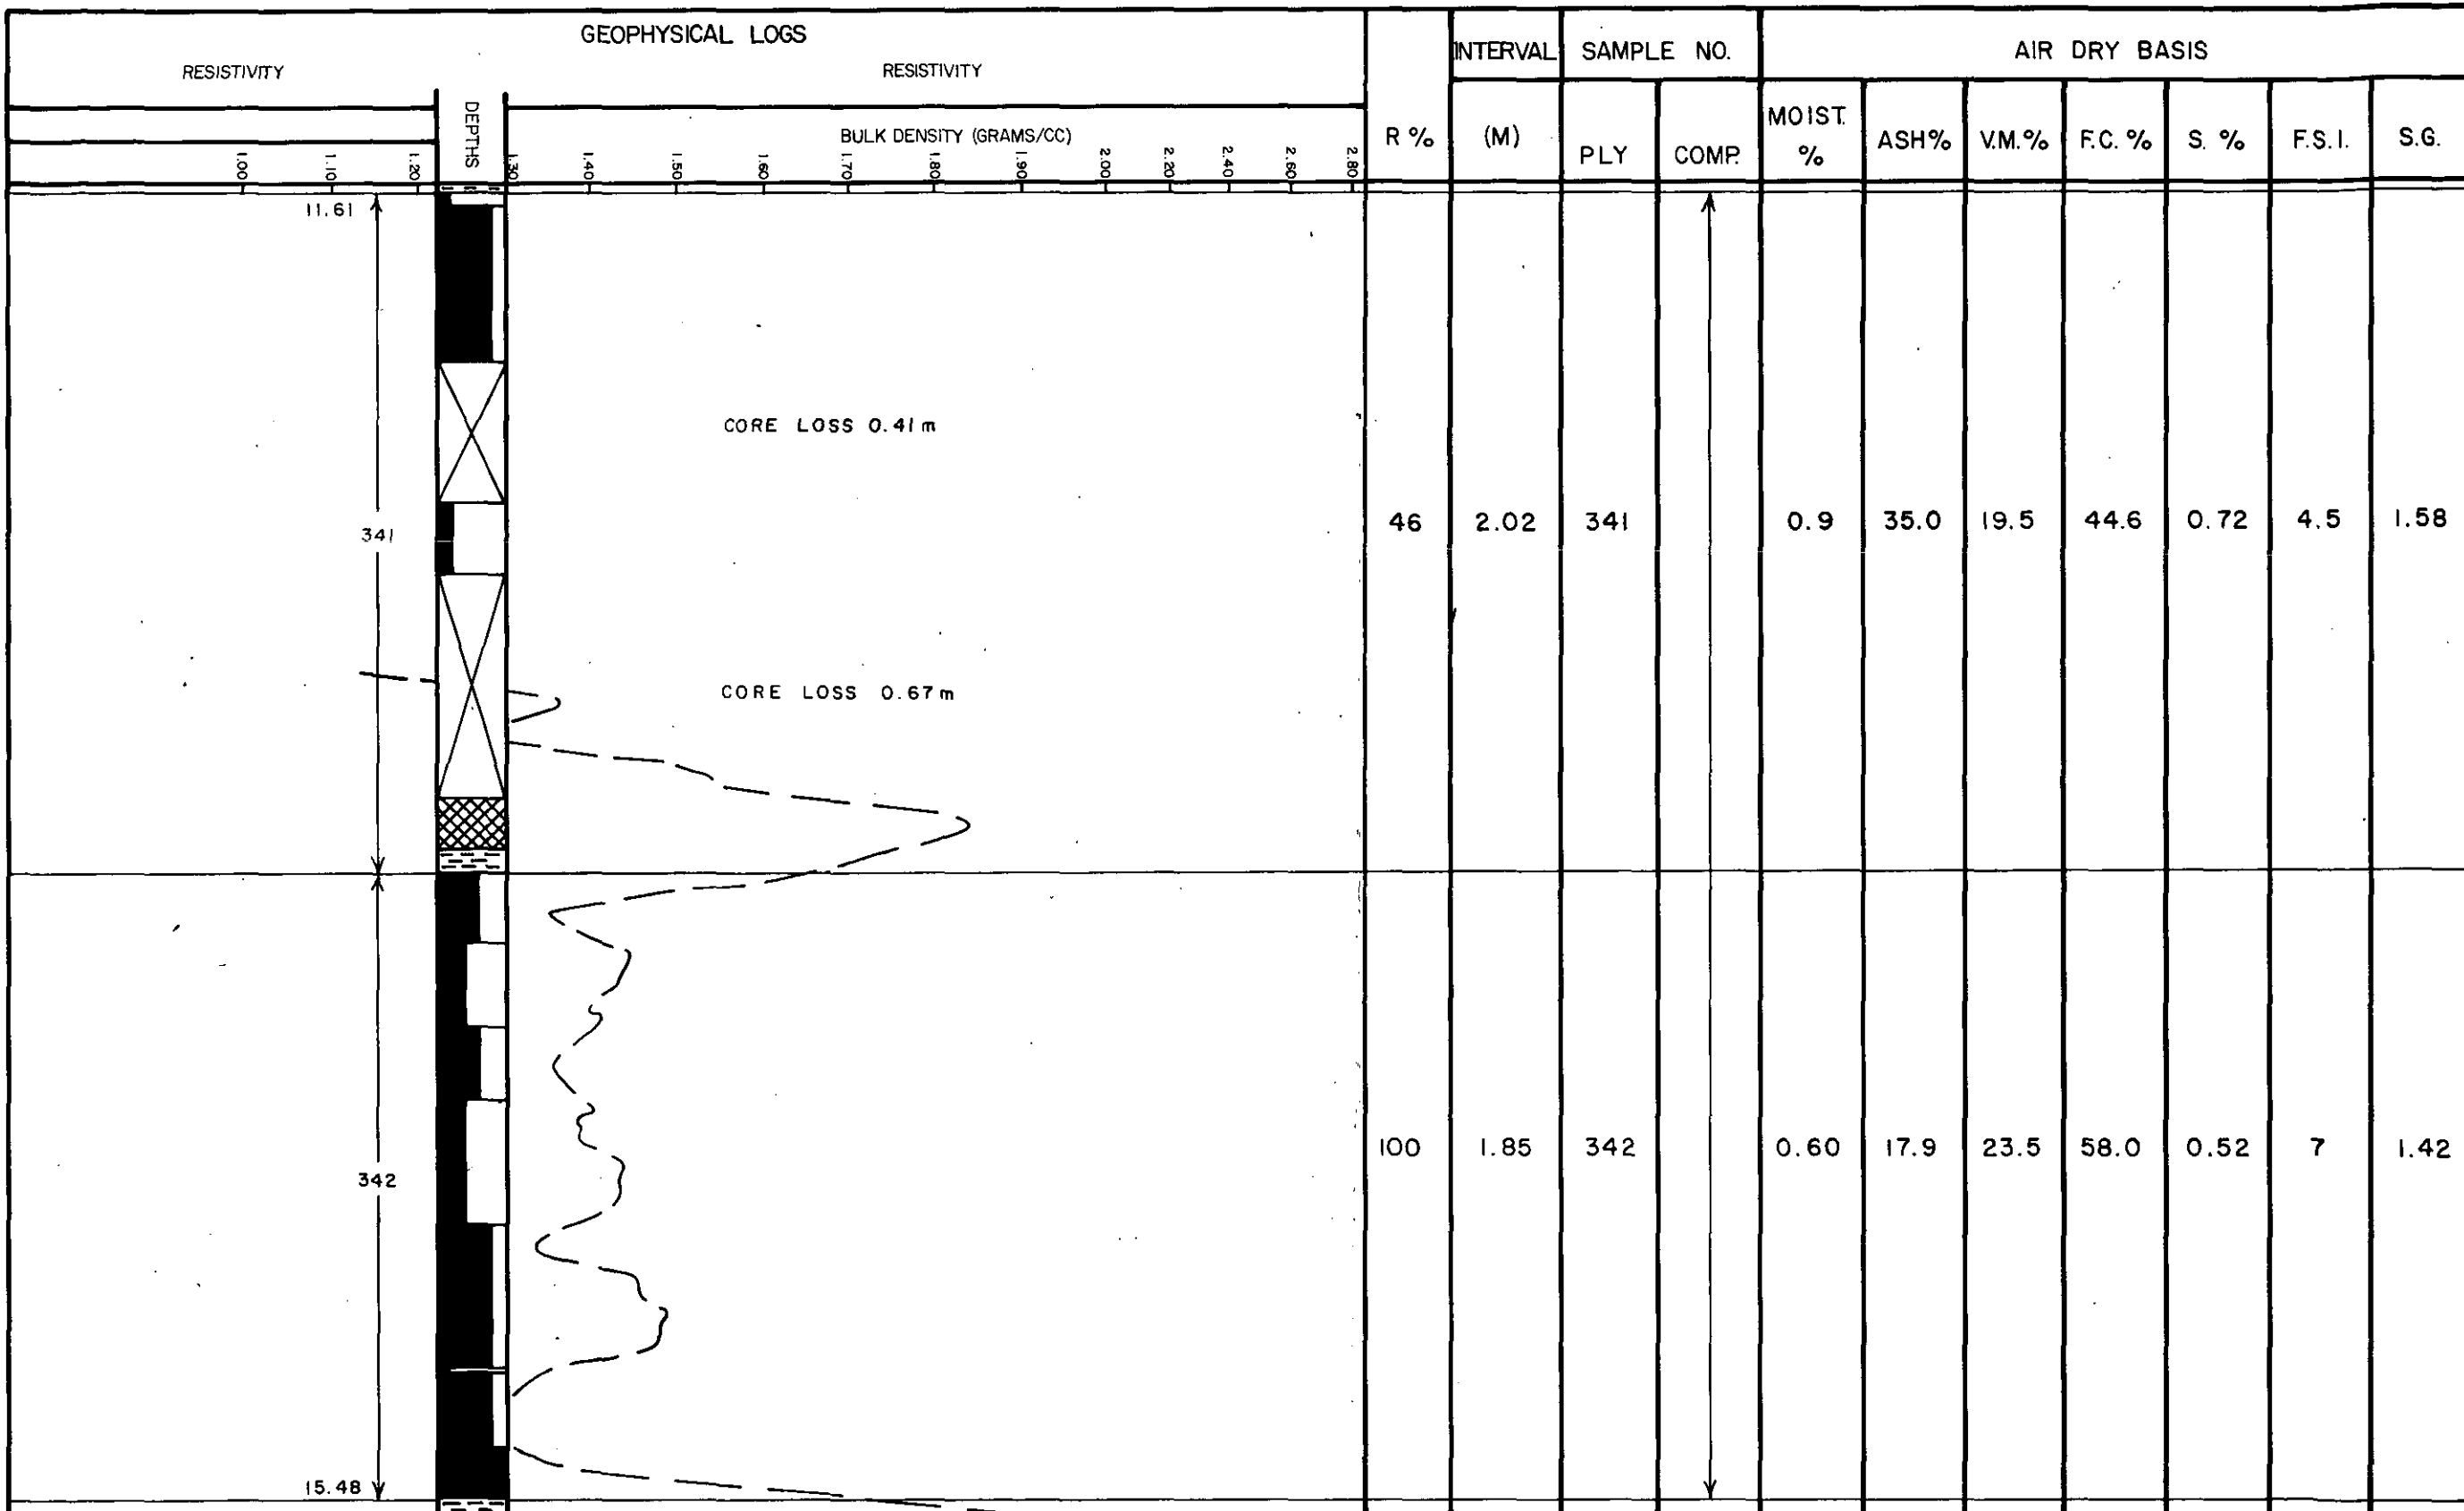 GEOPHYSICAL LOGS
RESISTIVITY RESISTIVITY
DEPTHS
BULK DENSITY (GRAMS/CC)
1.00 1.10 1.20 1.30 1.40 1.50 1.60 1.70 1.80 1.90 2.00 2.20 2.40 2.60 2.80
R % INTERVAL (M) SAMPLE NO. AIR DRY BASIS
PLY COMP. MOIST. % ASH% V.M.% F.C. % S. % F.S.I. S.G.
11.61
CORE LOSS 0.41 m
341 46 2.02 341 0.9 35.0 19.5 44.6 0.72 4.5 1.58
CORE LOSS 0.67 m
342 100 1.85 342 0.60 17.9 23.5 58.0 0.52 7 1.42
15.48